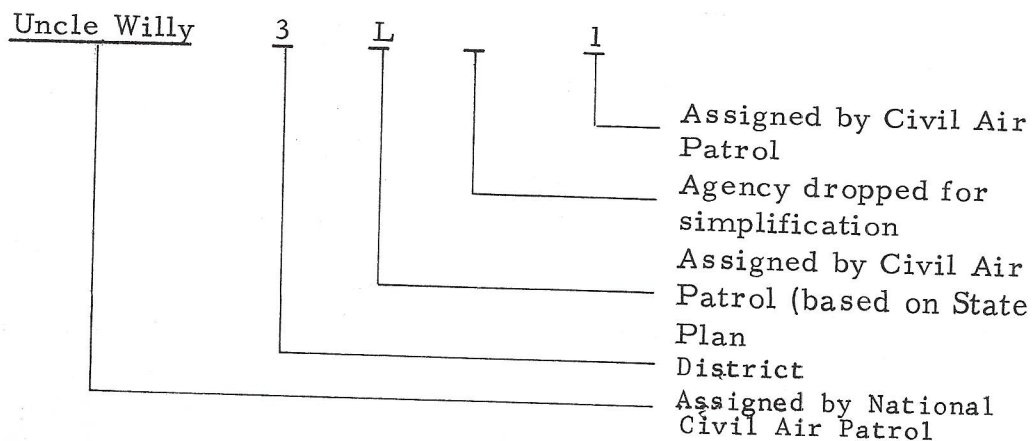 Uncle Willy 3 L 1
Assigned by Civil Air
Patrol
Agency dropped for
simplification
Assigned by Civil Air
Patrol (based on State
Plan
District
Assigned by National
Civil Air Patrol